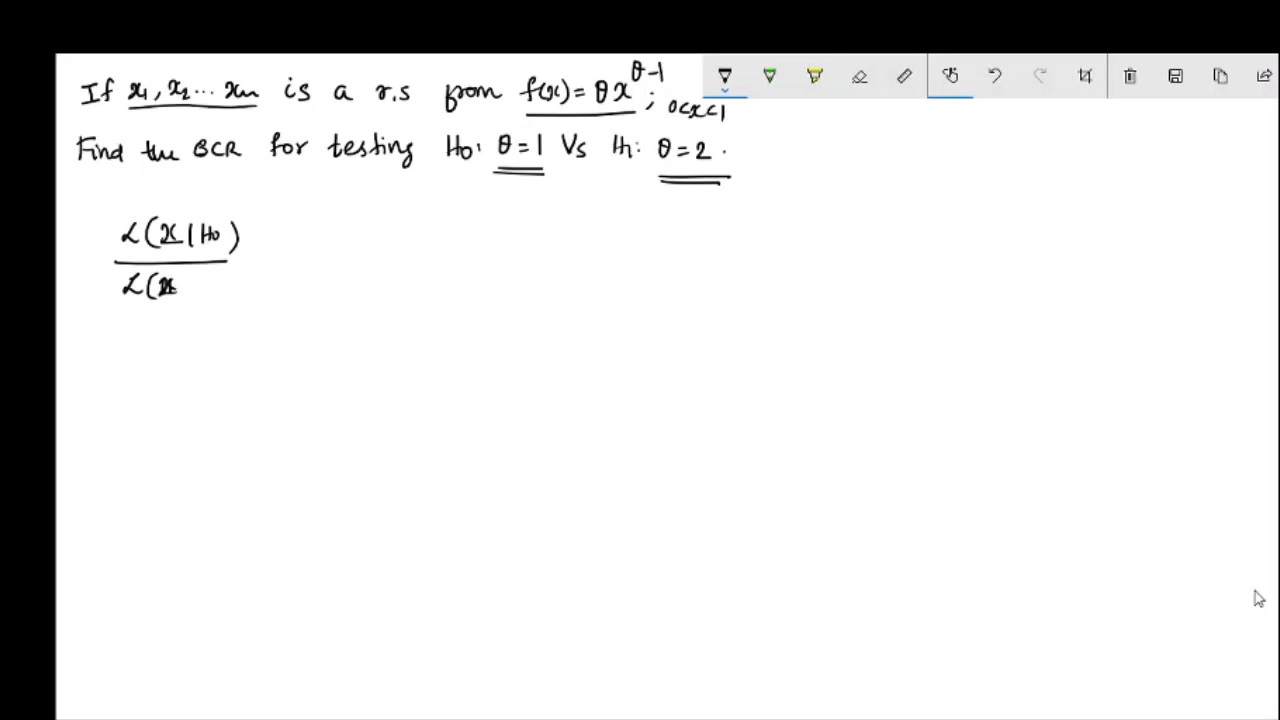 If x₁, x₂ ... xₙ is a r.s from f(x) = θx^(θ-1) ; 0<x<1
Find the BCR for testing H₀: θ = 1 Vs H₁: θ = 2 .
L(x | H₀)
L(x